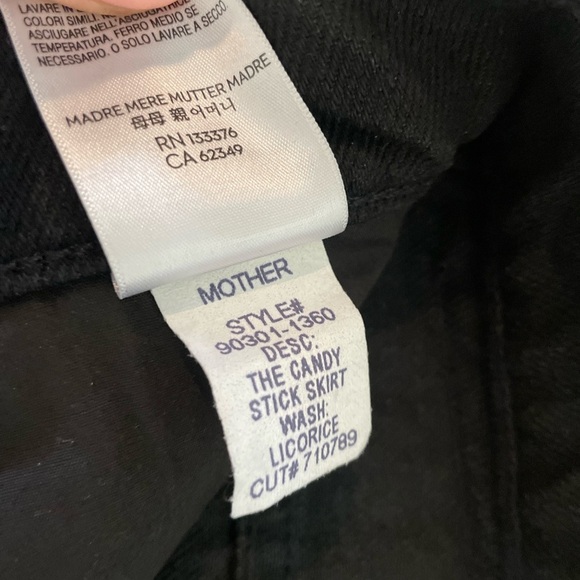 LAVARE IN
COLORI SIMILI. N
ASCIUGARE NELL'ASCIUGATRICE
TEMPERATURA. FERRO MEDIO SE
NECESSARIO. O SOLO LAVARE A SECCO.
MADRE MERE MUTTER MADRE
母母 親 어머니
RN 133376
CA 62349
MOTHER
STYLE#
90301-1360
DESC:
THE CANDY
STICK SKIRT
WASH:
LICORICE
CUT# 710789